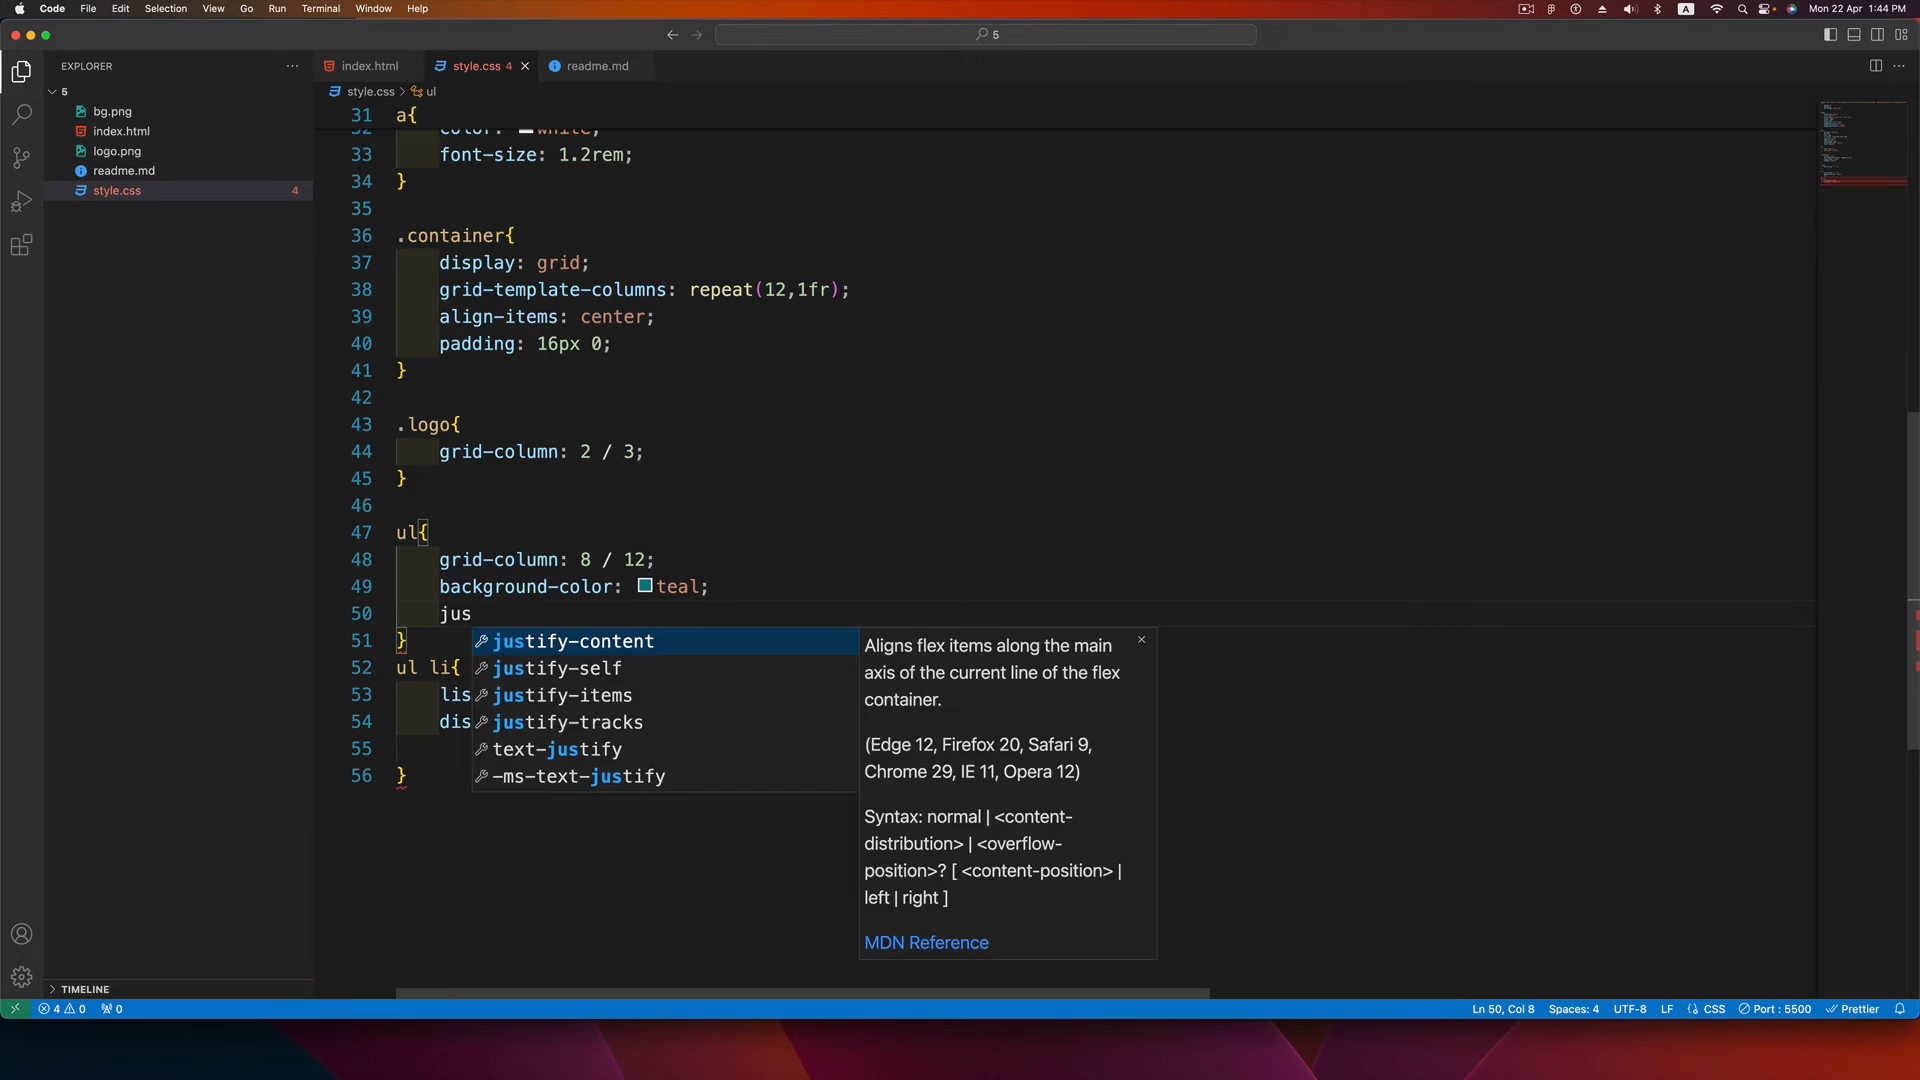 Code File Edit Selection View Go Run Terminal Window Help
A Mon 22 Apr 1:44 PM
5
EXPLORER
index.html
style.css 4
readme.md
5
bg.png
index.html
logo.png
readme.md
style.css 4
style.css > ul
31 a{
32 color: white;
33 font-size: 1.2rem;
34 }
35
36 .container{
37 display: grid;
38 grid-template-columns: repeat(12,1fr);
39 align-items: center;
40 padding: 16px 0;
41 }
42
43 .logo{
44 grid-column: 2 / 3;
45 }
46
47 ul{
48 grid-column: 8 / 12;
49 background-color: teal;
50 jus
51 }
52 ul li{
53 lis
54 dis
55
56 }
justify-content
justify-self
justify-items
justify-tracks
text-justify
-ms-text-justify
Aligns flex items along the main
axis of the current line of the flex
container.
(Edge 12, Firefox 20, Safari 9,
Chrome 29, IE 11, Opera 12)
Syntax: normal | <content-
distribution> | <overflow-
position>? [ <content-position> |
left | right ]
MDN Reference
TIMELINE
4 0 0
Ln 50, Col 8 Spaces: 4 UTF-8 LF {} CSS Port : 5500 Prettier